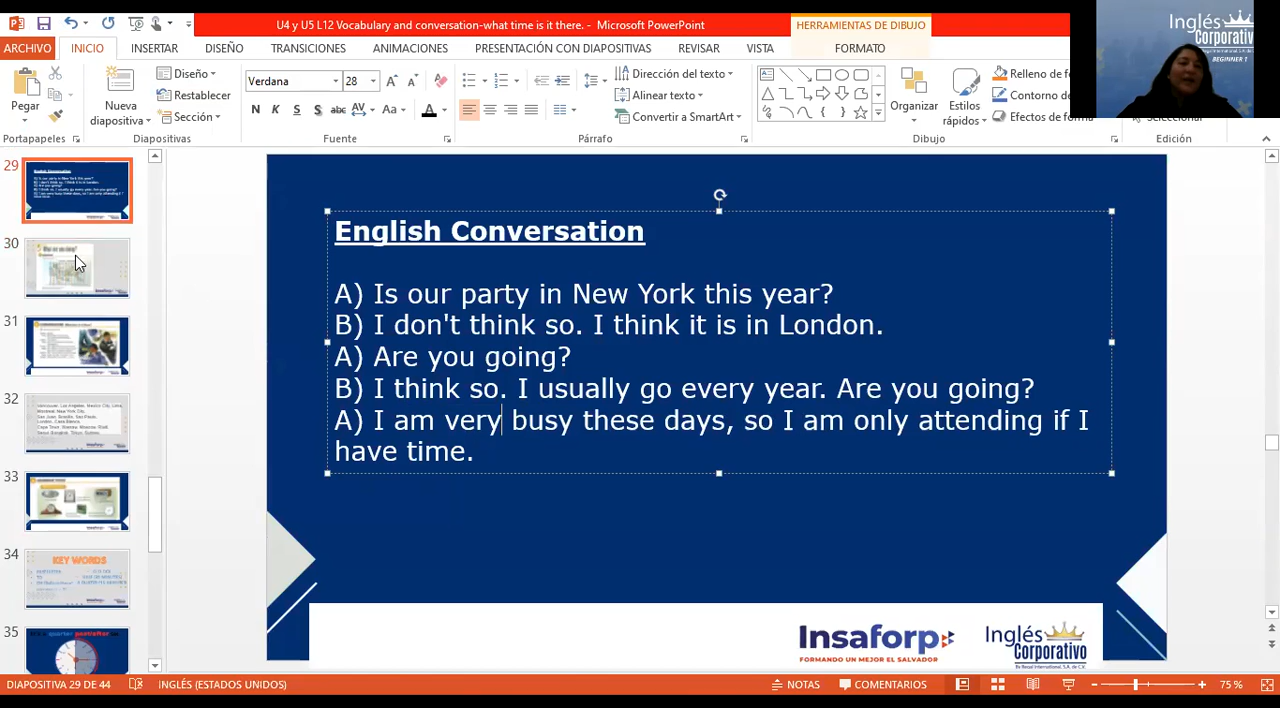 U4 y U5 L12 Vocabulary and conversation-what time is it there. - Microsoft PowerPoint
HERRAMIENTAS DE DIBUJO
ARCHIVO INICIO INSERTAR DISEÑO TRANSICIONES ANIMACIONES PRESENTACIÓN CON DIAPOSITIVAS REVISAR VISTA FORMATO
Inglés
Corporativo
BEGINNER 1
Pegar
Nueva
diapositiva
Diseño
Restablecer
Sección
Verdana 28
N K S S abc AV Aa A
Dirección del texto
Alinear texto
Convertir a SmartArt
Organizar
Estilos
rápidos
Relleno de f
Contorno de
Efectos de forma
Seleccionar
Portapapeles Diapositivas Fuente Párrafo Dibujo Edición
29
30
31
32
33
34
KEY WORDS
35
English Conversation
A) Is our party in New York this year?
B) I don't think so. I think it is in London.
A) Are you going?
B) I think so. I usually go every year. Are you going?
A) I am very busy these days, so I am only attending if I
have time.
Insaforp
FORMANDO UN MEJOR EL SALVADOR
Inglés
Corporativo
DIAPOSITIVA 29 DE 44 INGLÉS (ESTADOS UNIDOS) NOTAS COMENTARIOS 75 %